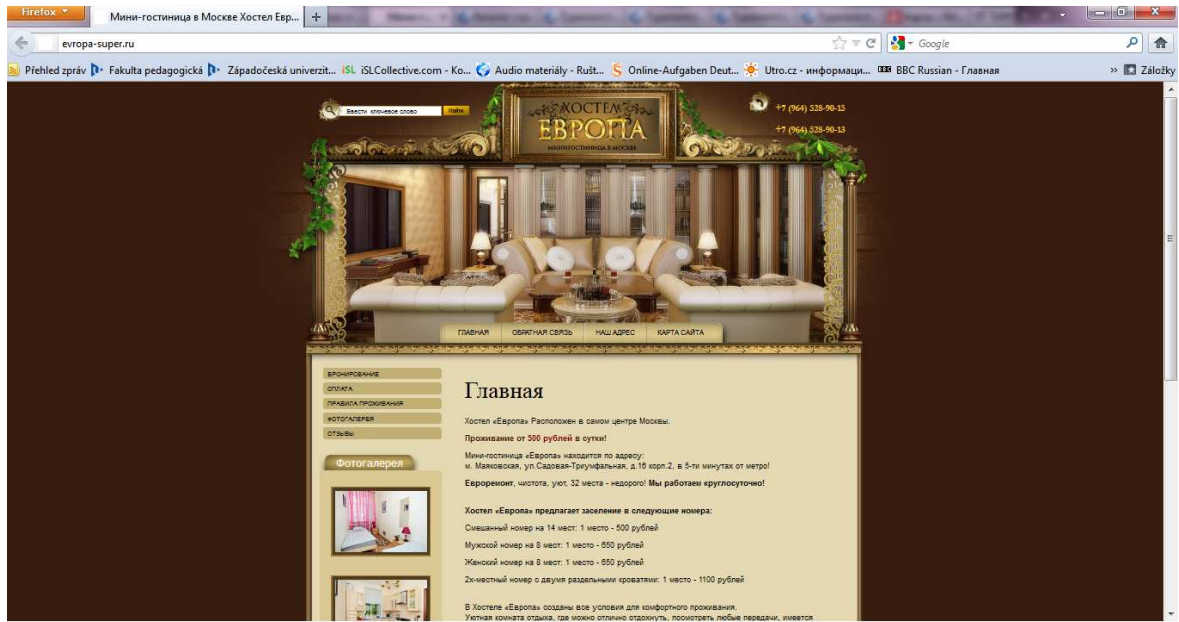 Firefox
Мини-гостиница в Москве Хостел Евр...
evropa-super.ru
Google
Přehled zpráv
Fakulta pedagogická
Západočeská univerzit...
iSLCollective.com - Ko...
Audio materiály - Rušt...
Online-Aufgaben Deut...
Utro.cz - информаци...
BBC Russian - Главная
»
Záložky
Ввести ключевое слово
Найти
ХОСТЕЛ
ЕВРОПА
МИНИ-ГОСТИНИЦА В МОСКВЕ
+7 (964) 528-90-15
+7 (964) 528-90-13
ГЛАВНАЯ
ОБРАТНАЯ СВЯЗЬ
НАШ АДРЕС
КАРТА САЙТА
БРОНИРОВАНИЕ
ОПЛАТА
ПРАВИЛА ПРОЖИВАНИЯ
ФОТОГАЛЕРЕЯ
ОТЗЫВЫ
Фотогалерея
Главная
Хостел «Европа» Расположен в самом центре Москвы.
Проживание от 500 рублей в сутки!
Мини-гостиница «Европа» находится по адресу:
м. Маяковская, ул.Садовая-Триумфальная, д.16 корп.2, в 5-ти минутах от метро!
Евроремонт, чистота, уют, 32 места - недорого! Мы работаем круглосуточно!
Хостел «Европа» предлагает заселение в следующие номера:
Смешанный номер на 14 мест: 1 место - 500 рублей
Мужской номер на 8 мест: 1 место - 650 рублей
Женский номер на 8 мест: 1 место - 650 рублей
2х-местный номер с двумя раздельными кроватями: 1 место - 1100 рублей
В Хостеле «Европа» созданы все условия для комфортного проживания.
Уютная комната отдыха, где можно отлично отдохнуть, посмотреть любые передачи, имеется